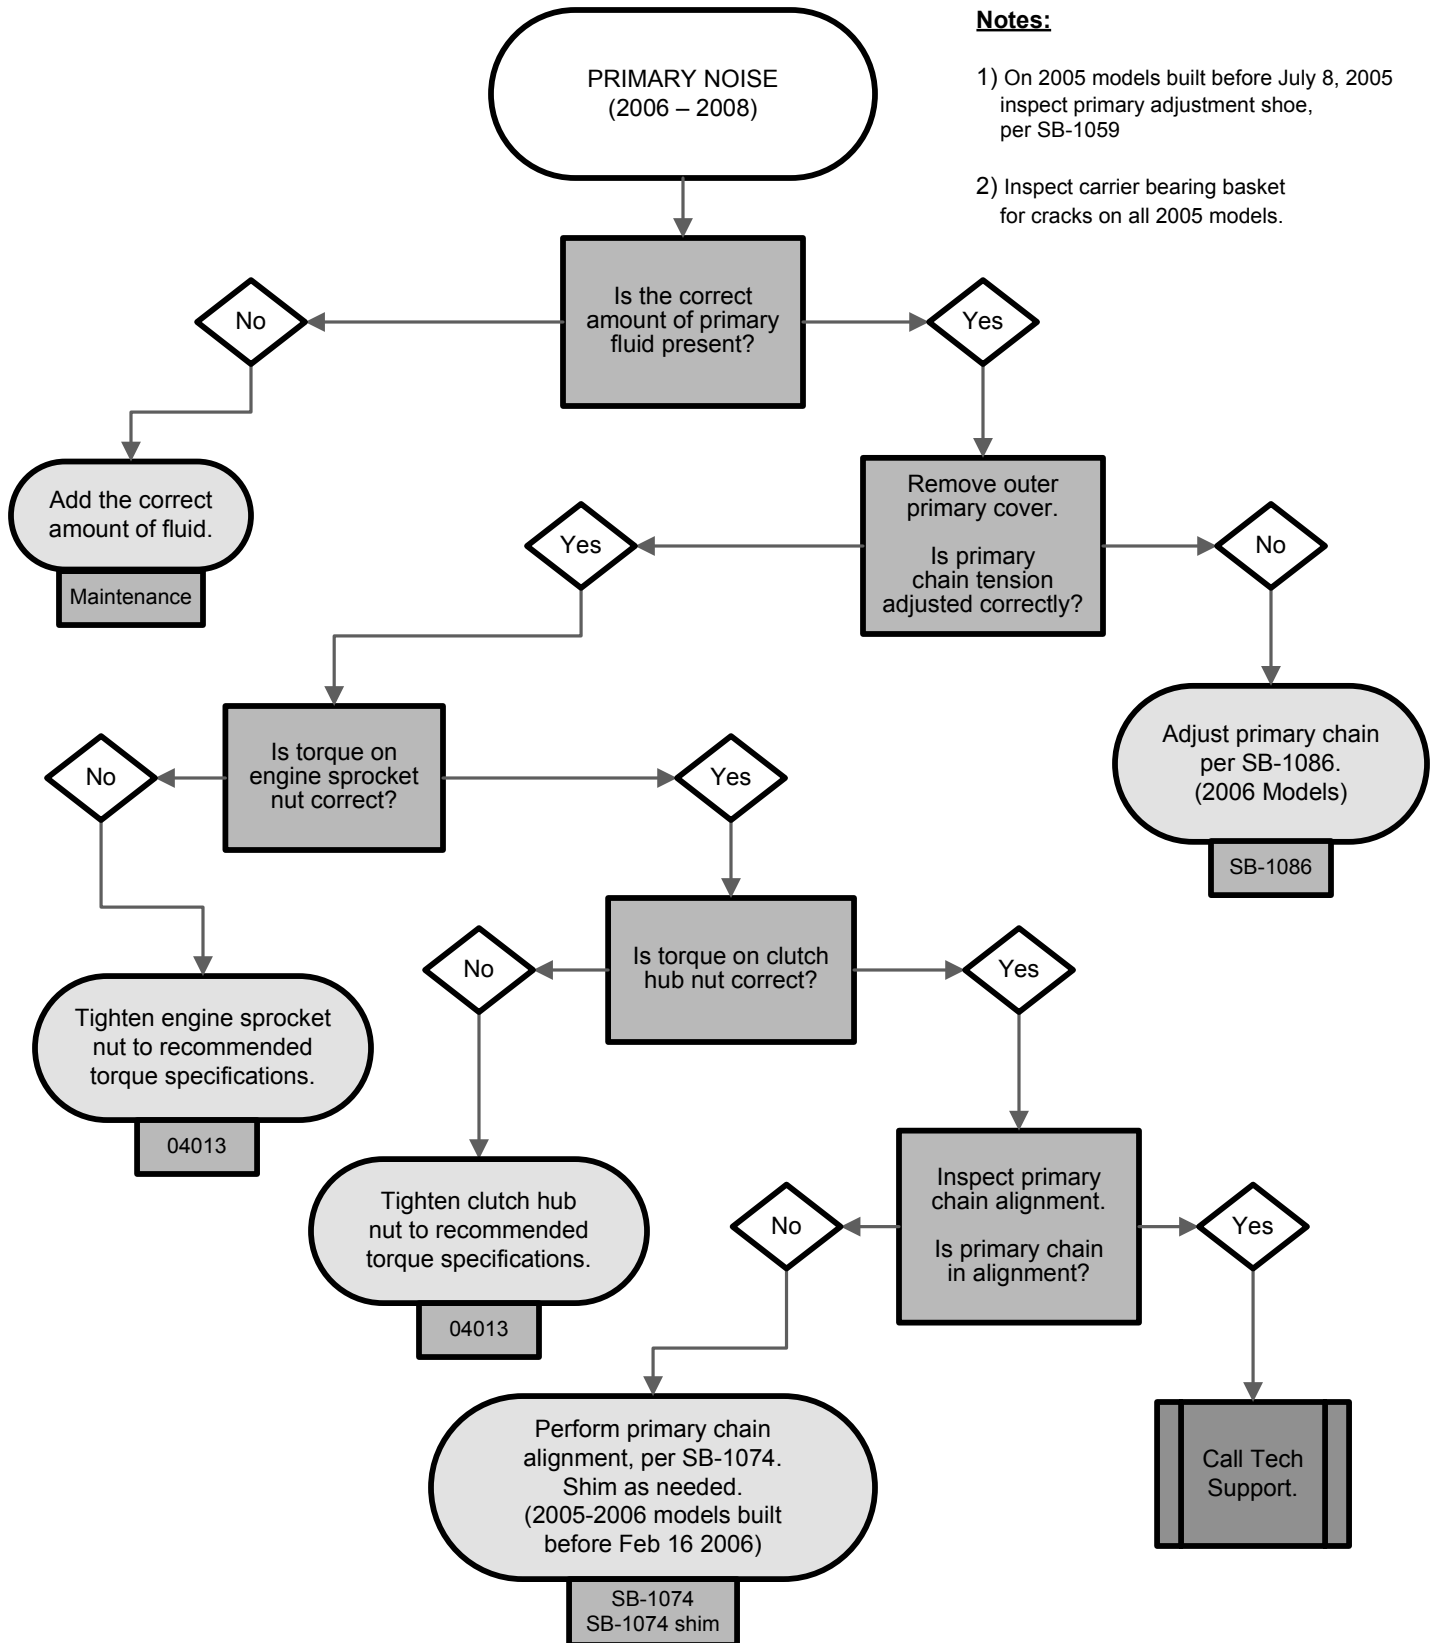 PRIMARY NOISE
(2006 – 2008)
Notes:
1) On 2005 models built before July 8, 2005
inspect primary adjustment shoe,
per SB-1059
2) Inspect carrier bearing basket
for cracks on all 2005 models.
Is the correct
amount of primary
fluid present?
No
Yes
Add the correct
amount of fluid.
Maintenance
Remove outer
primary cover.
Is primary
chain tension
adjusted correctly?
Yes
No
Adjust primary chain
per SB-1086.
(2006 Models)
SB-1086
Is torque on
engine sprocket
nut correct?
No
Yes
Tighten engine sprocket
nut to recommended
torque specifications.
04013
Is torque on clutch
hub nut correct?
No
Yes
Tighten clutch hub
nut to recommended
torque specifications.
04013
Inspect primary
chain alignment.
Is primary chain
in alignment?
No
Yes
Perform primary chain
alignment, per SB-1074.
Shim as needed.
(2005-2006 models built
before Feb 16 2006)
SB-1074
SB-1074 shim
Call Tech
Support.